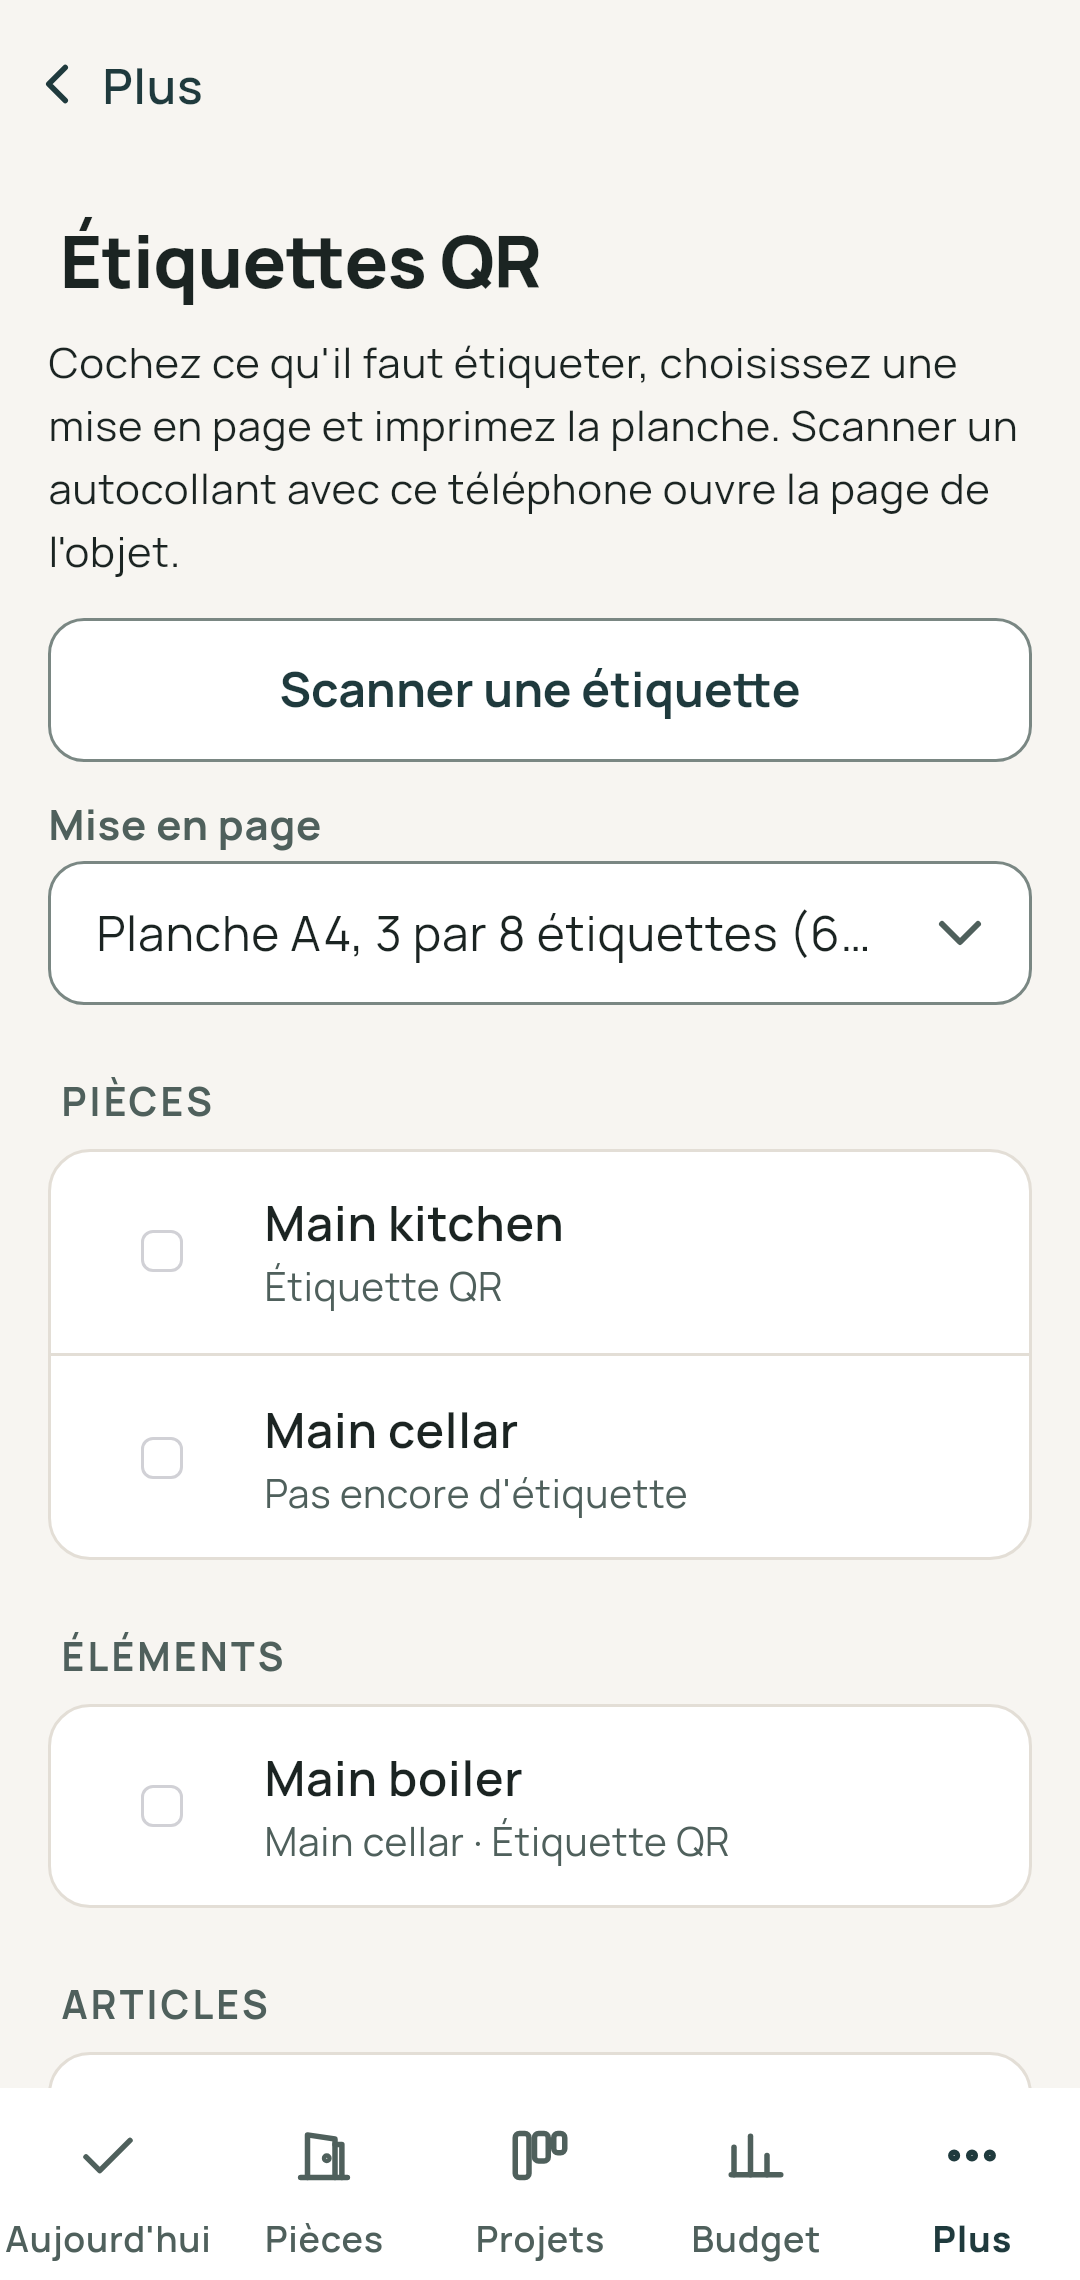 Plus
Étiquettes QR
Cochez ce qu'il faut étiqueter, choisissez une
mise en page et imprimez la planche. Scanner un
autocollant avec ce téléphone ouvre la page de
l'objet.
Scanner une étiquette
Mise en page
Planche A4, 3 par 8 étiquettes (6…
PIÈCES
Main kitchen
Étiquette QR
Main cellar
Pas encore d'étiquette
ÉLÉMENTS
Main boiler
Main cellar · Étiquette QR
ARTICLES
Aujourd'hui
Pièces
Projets
Budget
Plus